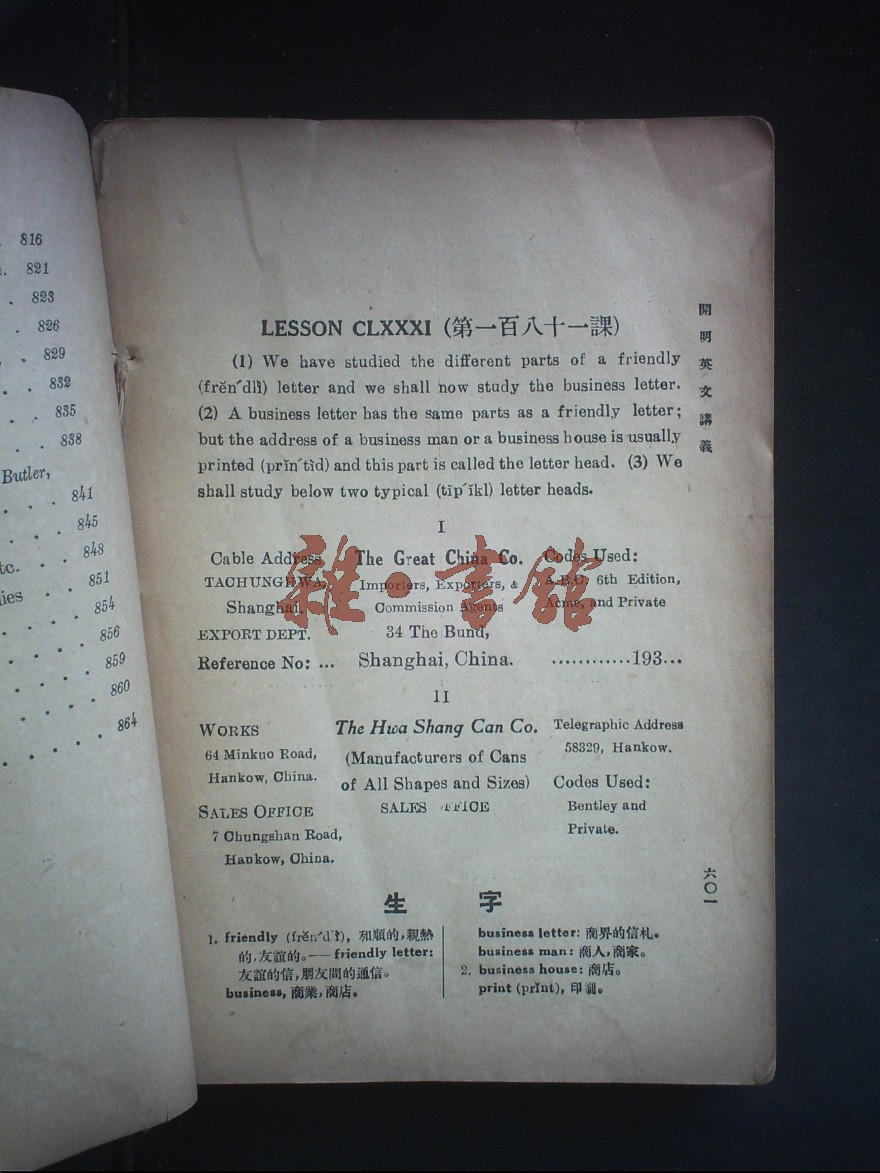 816
821
823
826
829
832
835
838
Butler,
841
845
etc. 848
851
854
856
859
860
864
開明英文講義
LESSON CLXXXI (第一百八十一課)
(1) We have studied the different parts of a friendly
(frĕn′dlĭ) letter and we shall now study the business letter.
(2) A business letter has the same parts as a friendly letter;
but the address of a business man or a business house is usually
printed (prĭn′tĭd) and this part is called the letter head. (3) We
shall study below two typical (tĭp′ĭkl) letter heads.
I
Cable Address The Great China Co. Codes Used:
TACHUNGHWA, Importers, Exporters, & A.B.C. 6th Edition,
Shanghai. Commission Agents Acme, and Private
EXPORT DEPT. 34 The Bund,
Reference No: ... Shanghai, China. ............193...
雜·書館
II
WORKS The Hwa Shang Can Co. Telegraphic Address
64 Minkuo Road, (Manufacturers of Cans 58329, Hankow.
Hankow, China. of All Shapes and Sizes) Codes Used:
SALES OFFICE SALES OFFICE Bentley and
7 Chungshan Road, Private.
Hankow, China.
生字
1. friendly (frĕn′dlĭ), 和順的,親熱
的,友誼的。——friendly letter:
友誼的信,朋友間的通信。
business, 商業,商店。
business letter: 商界的信札。
business man: 商人,商家。
2. business house: 商店。
print (prĭnt), 印刷。
六〇一